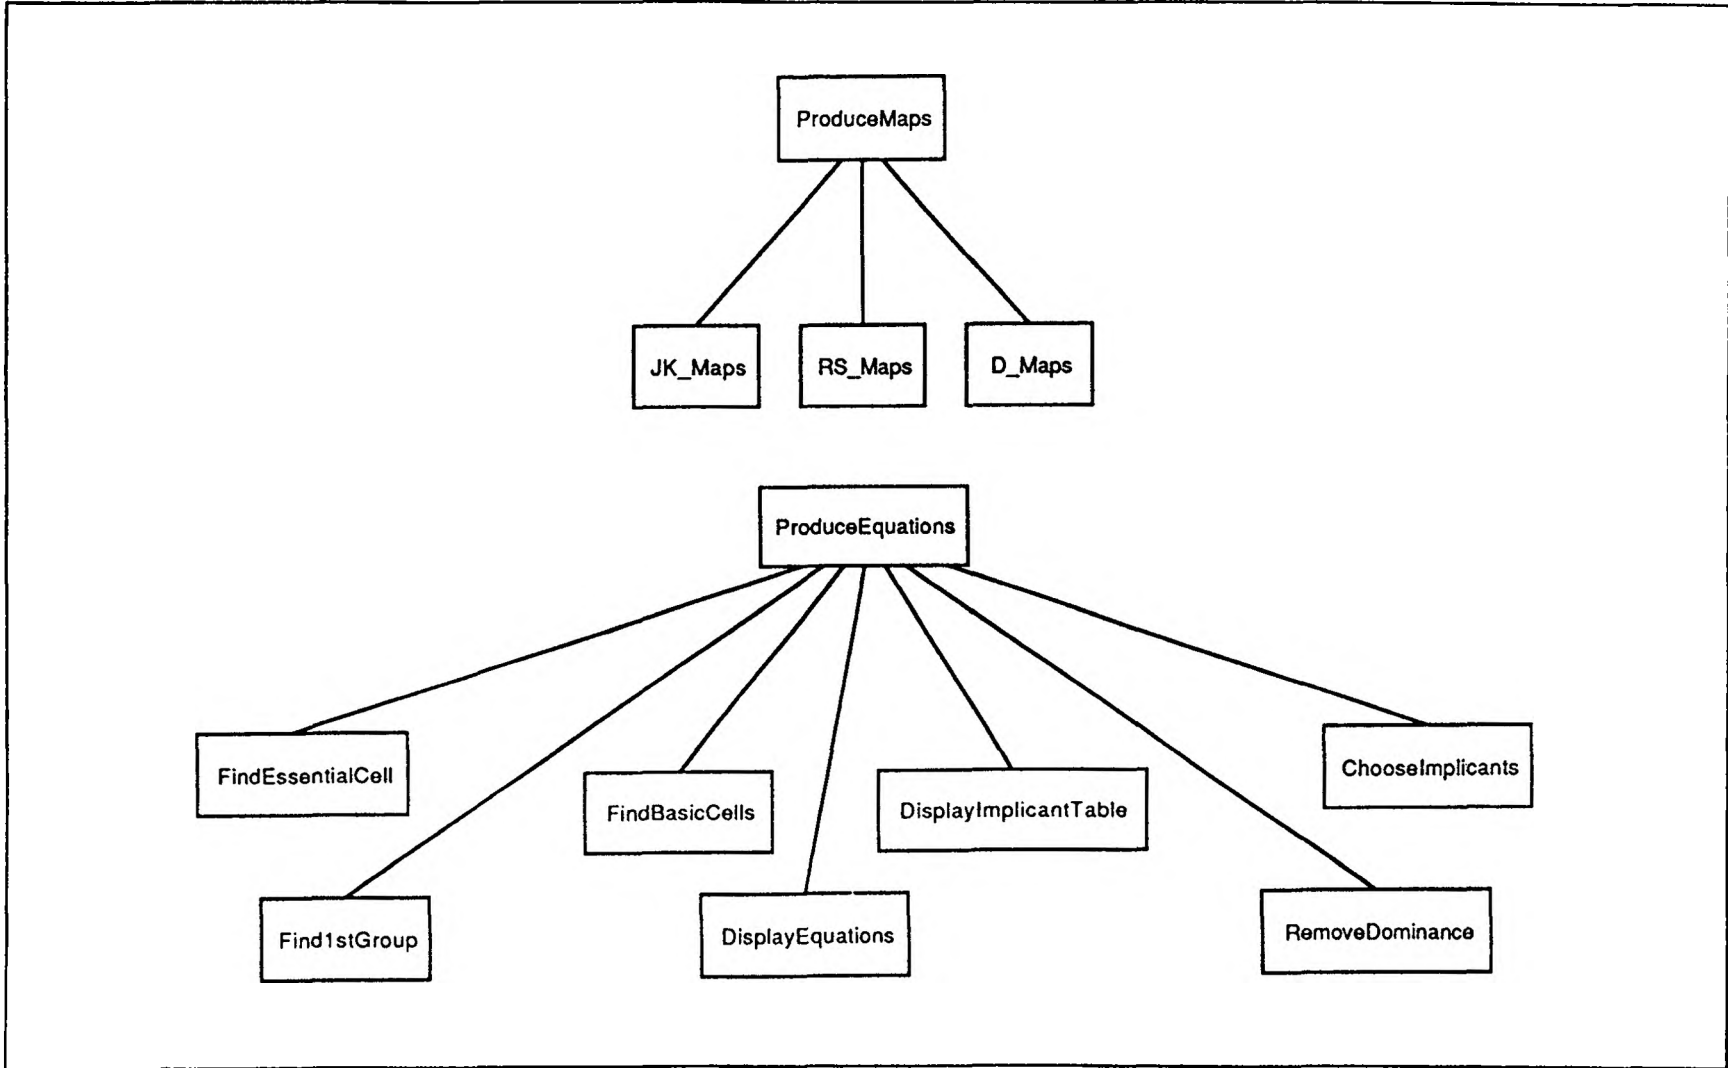 ProduceMaps
JK_Maps
RS_Maps
D_Maps
ProduceEquations
FindEssentialCell
FindBasicCells
DisplayImplicantTable
ChooseImplicants
Find1stGroup
DisplayEquations
RemoveDominance